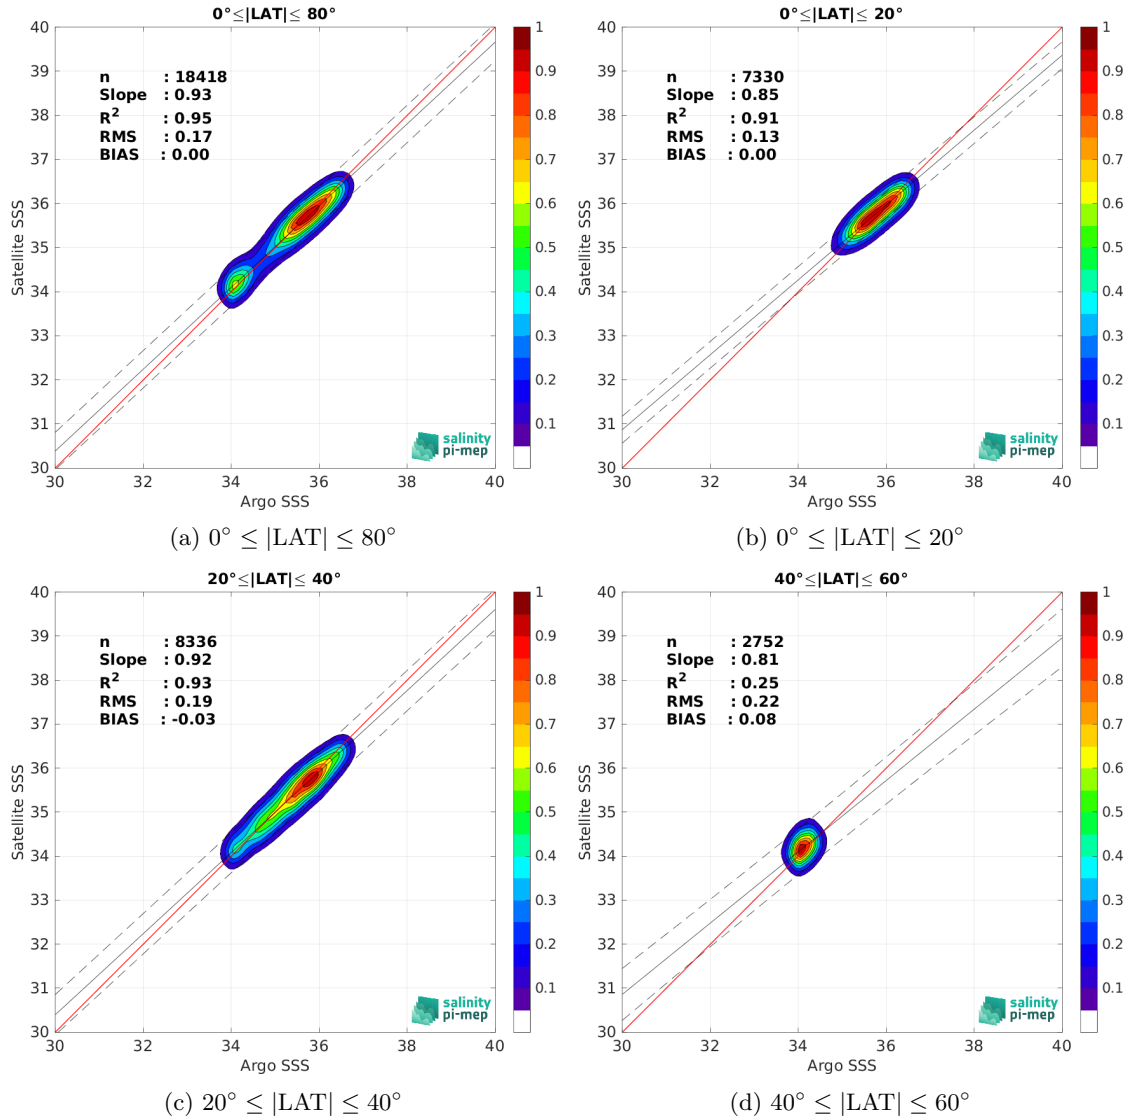 0°≤|LAT|≤ 80°
n : 18418
Slope : 0.93
R² : 0.95
RMS : 0.17
BIAS : 0.00
40
39
38
37
36
35
34
33
32
31
30
30 32 34 36 38 40
Satellite SSS
Argo SSS
1
0.9
0.8
0.7
0.6
0.5
0.4
0.3
0.2
0.1
salinity
pi-mep
(a) 0° ≤ |LAT| ≤ 80°
0°≤|LAT|≤ 20°
n : 7330
Slope : 0.85
R² : 0.91
RMS : 0.13
BIAS : 0.00
40
39
38
37
36
35
34
33
32
31
30
30 32 34 36 38 40
Satellite SSS
Argo SSS
1
0.9
0.8
0.7
0.6
0.5
0.4
0.3
0.2
0.1
salinity
pi-mep
(b) 0° ≤ |LAT| ≤ 20°
20°≤|LAT|≤ 40°
n : 8336
Slope : 0.92
R² : 0.93
RMS : 0.19
BIAS : -0.03
40
39
38
37
36
35
34
33
32
31
30
30 32 34 36 38 40
Satellite SSS
Argo SSS
1
0.9
0.8
0.7
0.6
0.5
0.4
0.3
0.2
0.1
salinity
pi-mep
(c) 20° ≤ |LAT| ≤ 40°
40°≤|LAT|≤ 60°
n : 2752
Slope : 0.81
R² : 0.25
RMS : 0.22
BIAS : 0.08
40
39
38
37
36
35
34
33
32
31
30
30 32 34 36 38 40
Satellite SSS
Argo SSS
1
0.9
0.8
0.7
0.6
0.5
0.4
0.3
0.2
0.1
salinity
pi-mep
(d) 40° ≤ |LAT| ≤ 60°